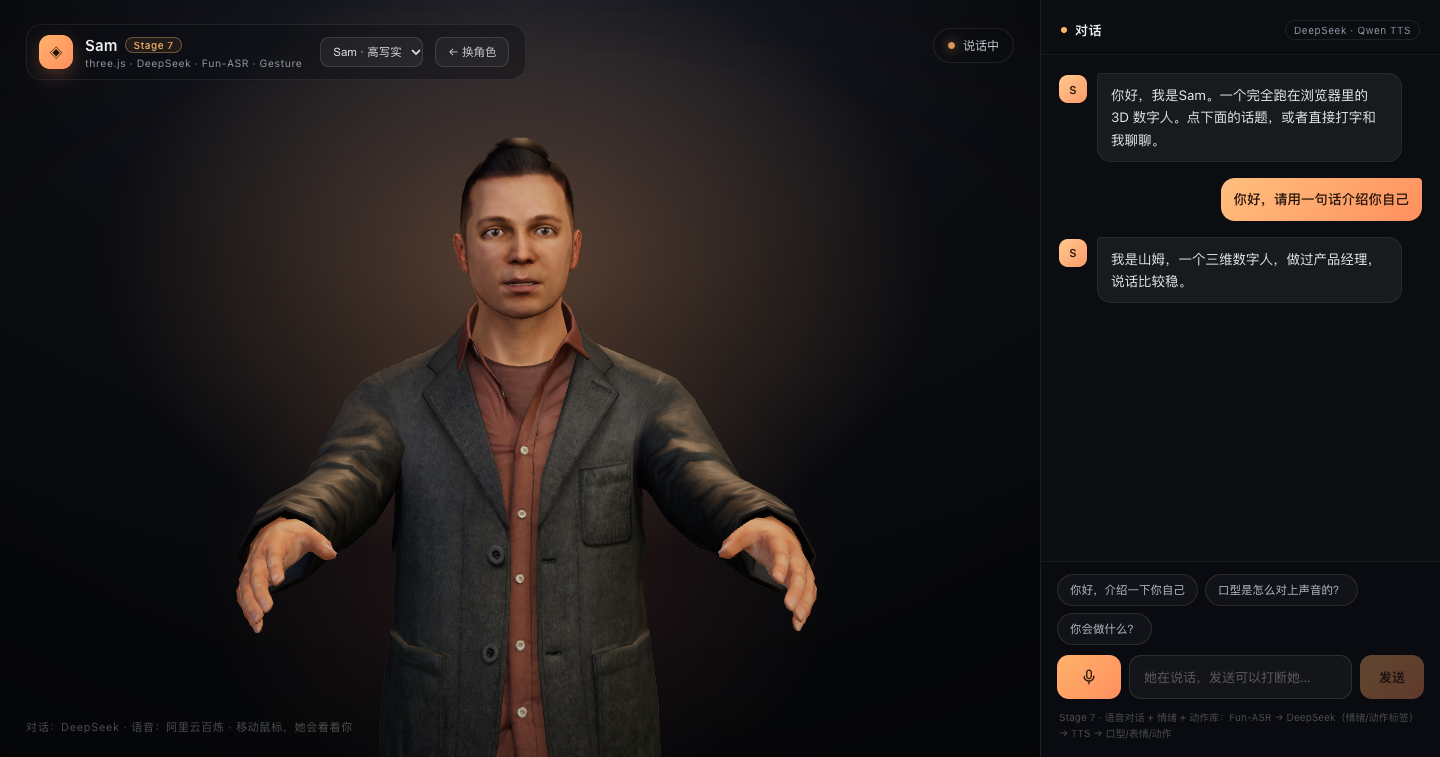 Sam Stage 7
three.js · DeepSeek · Fun-ASR · Gesture
Sam · 高写实
← 换角色
说话中
对话
DeepSeek · Qwen TTS
S
你好，我是Sam。一个完全跑在浏览器里的
3D 数字人。点下面的话题，或者直接打字和
我聊聊。
你好，请用一句话介绍你自己
S
我是山姆，一个三维数字人，做过产品经理，
说话比较稳。
你好，介绍一下你自己
口型是怎么对上声音的？
你会做什么？
她在说话，发送可以打断她…
发送
Stage 7 · 语音对话 + 情绪 + 动作库：Fun-ASR → DeepSeek（情绪/动作标签）
→ TTS → 口型/表情/动作
对话：DeepSeek · 语音：阿里云百炼 · 移动鼠标，她会看着你